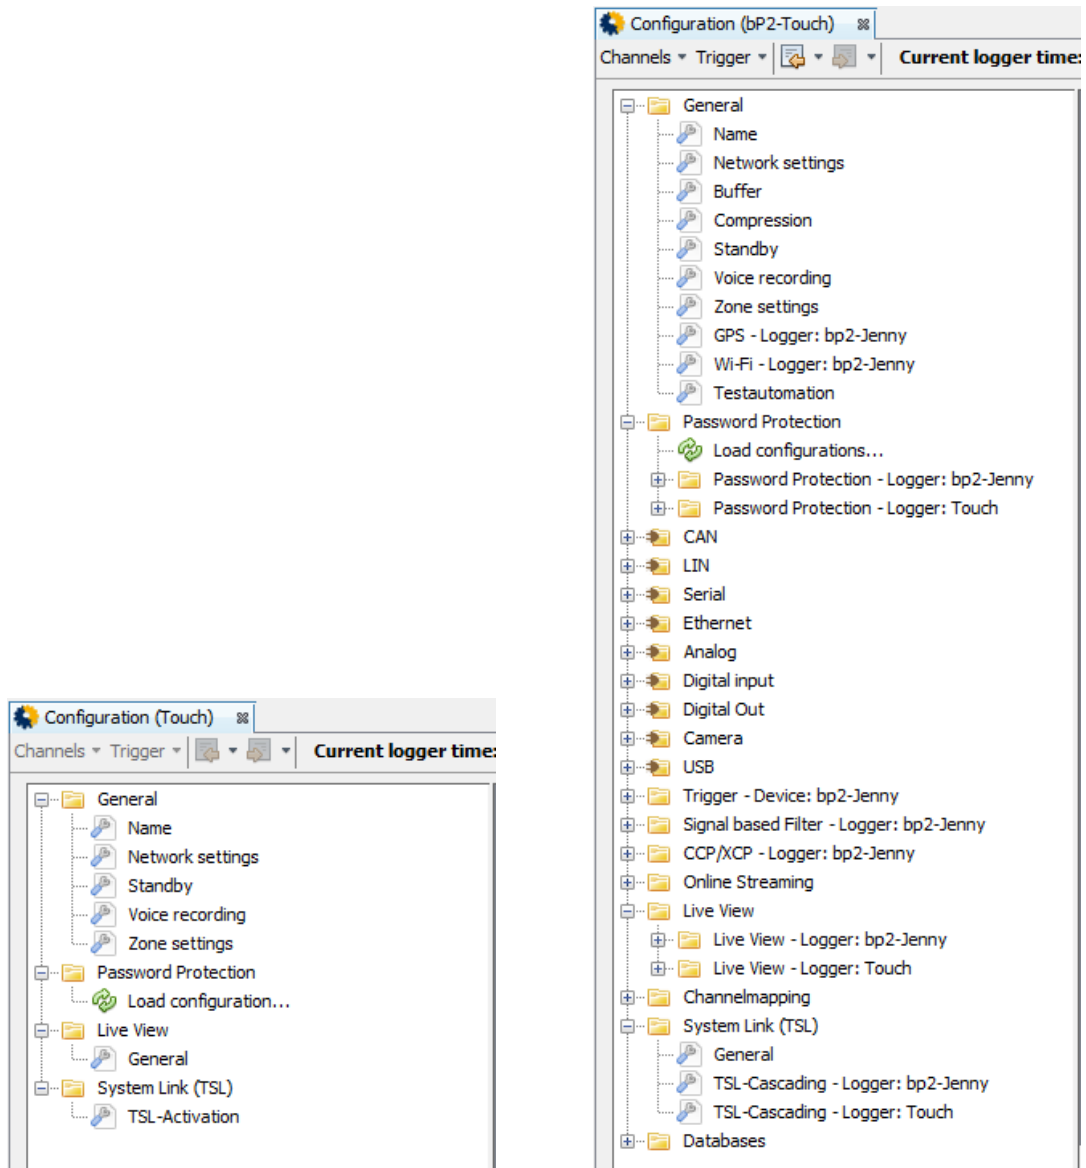 Configuration (Touch)
Channels Trigger Current logger time:
General
Name
Network settings
Standby
Voice recording
Zone settings
Password Protection
Load configuration...
Live View
General
System Link (TSL)
TSL-Activation
Configuration (bP2-Touch)
Channels Trigger Current logger time:
General
Name
Network settings
Buffer
Compression
Standby
Voice recording
Zone settings
GPS - Logger: bp2-Jenny
Wi-Fi - Logger: bp2-Jenny
Testautomation
Password Protection
Load configurations...
Password Protection - Logger: bp2-Jenny
Password Protection - Logger: Touch
CAN
LIN
Serial
Ethernet
Analog
Digital input
Digital Out
Camera
USB
Trigger - Device: bp2-Jenny
Signal based Filter - Logger: bp2-Jenny
CCP/XCP - Logger: bp2-Jenny
Online Streaming
Live View
Live View - Logger: bp2-Jenny
Live View - Logger: Touch
Channelmapping
System Link (TSL)
General
TSL-Cascading - Logger: bp2-Jenny
TSL-Cascading - Logger: Touch
Databases